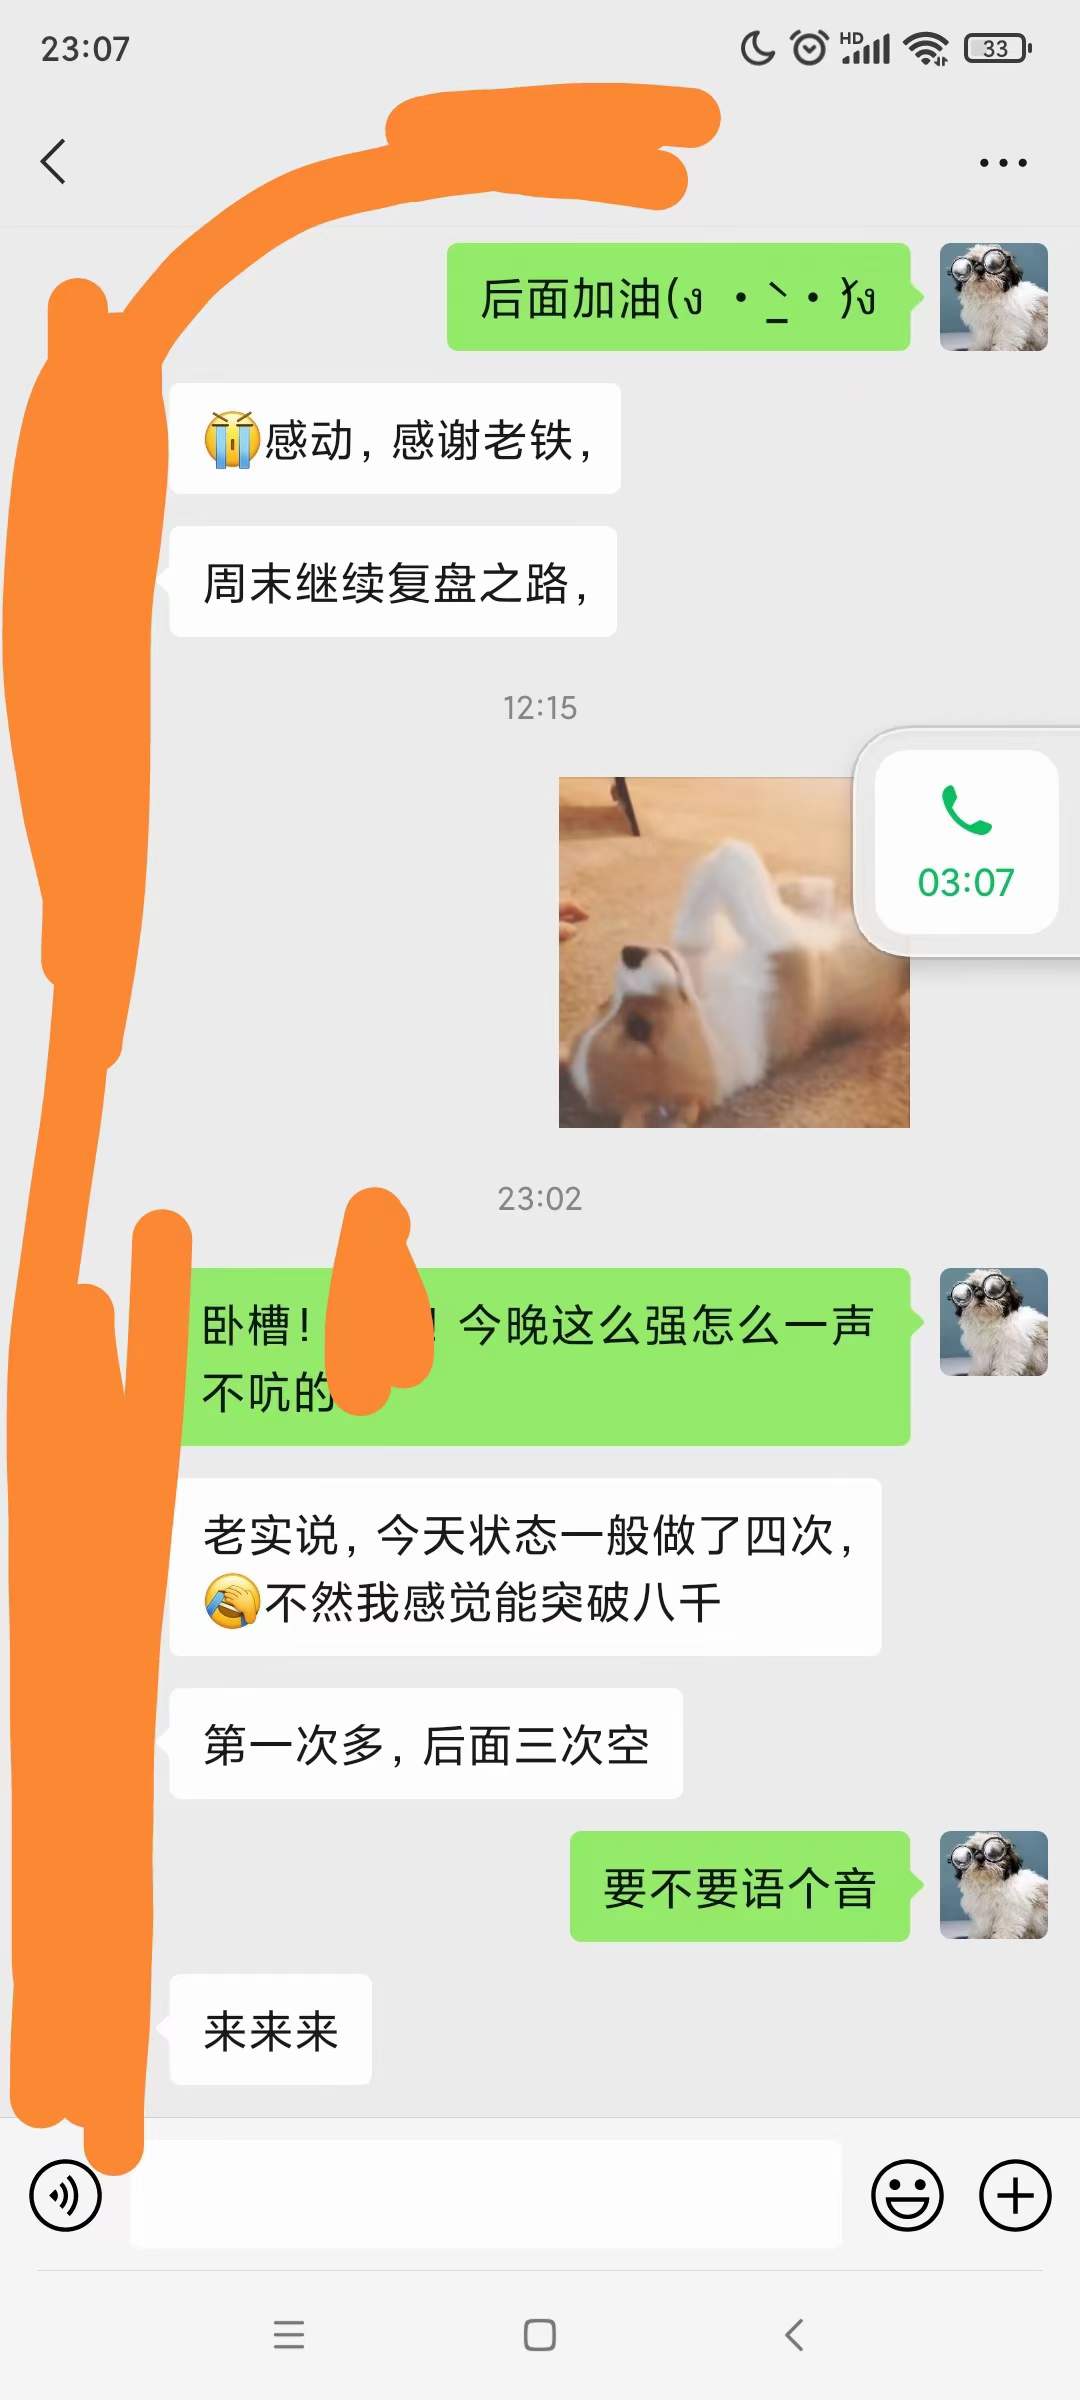 23:07
HD
33
后面加油(ง •̀_•́)ง
😭感动，感谢老铁，
周末继续复盘之路，
12:15
03:07
23:02
卧槽！！今晚这么强怎么一声
不吭的
老实说，今天状态一般做了四次，
🤦不然我感觉能突破八千
第一次多，后面三次空
要不要语个音
来来来